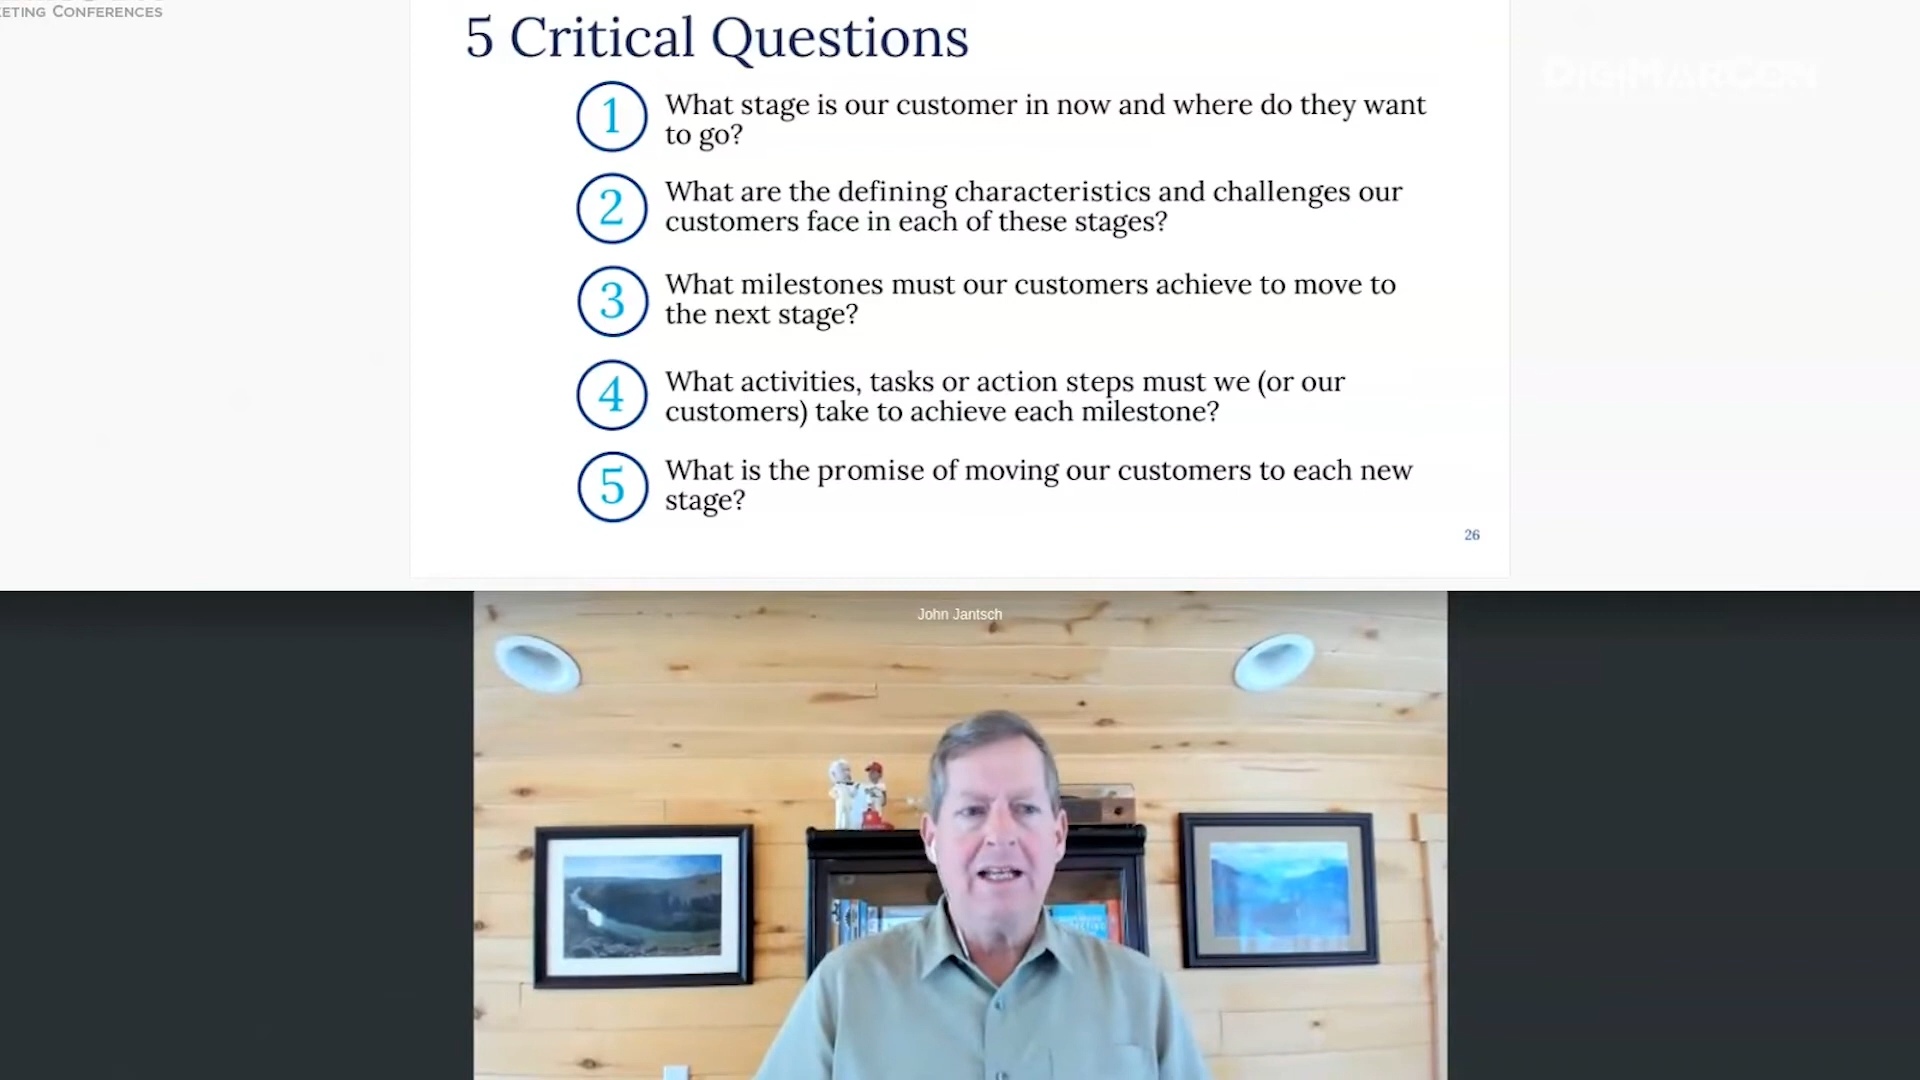 ETING CONFERENCES
DIGIMARCON
5 Critical Questions
1
What stage is our customer in now and where do they want
to go?
2
What are the defining characteristics and challenges our
customers face in each of these stages?
3
What milestones must our customers achieve to move to
the next stage?
4
What activities, tasks or action steps must we (or our
customers) take to achieve each milestone?
5
What is the promise of moving our customers to each new
stage?
26
John Jantsch